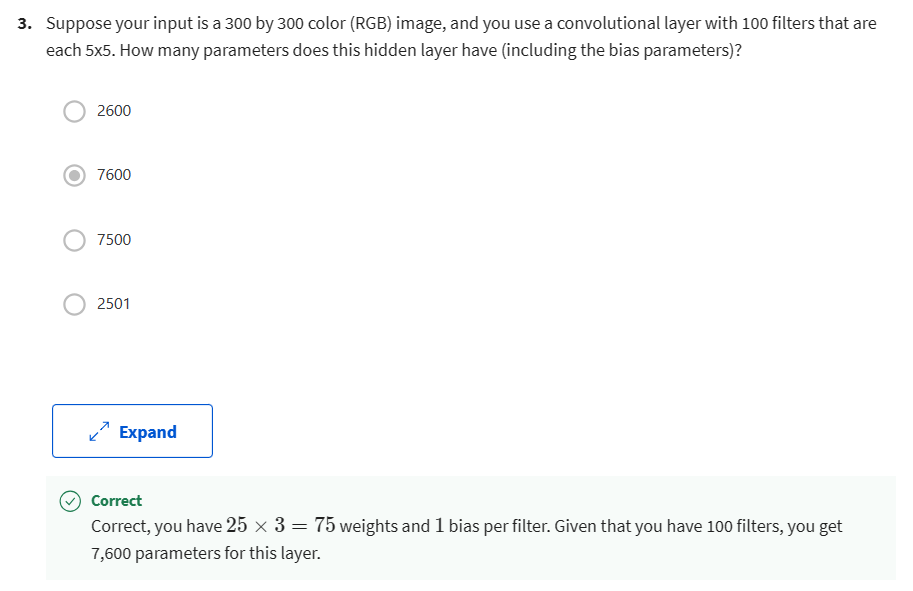 3. Suppose your input is a 300 by 300 color (RGB) image, and you use a convolutional layer with 100 filters that are
each 5x5. How many parameters does this hidden layer have (including the bias parameters)?
2600
7600
7500
2501
Expand
Correct
Correct, you have 25 × 3 = 75 weights and 1 bias per filter. Given that you have 100 filters, you get
7,600 parameters for this layer.